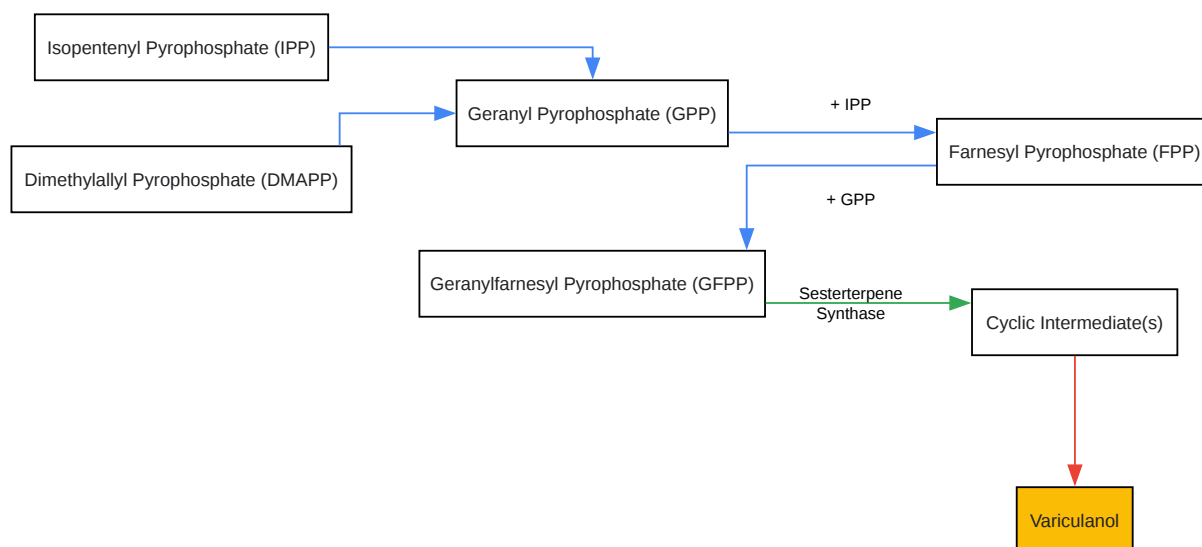 Isopentenyl Pyrophosphate (IPP)
Geranyl Pyrophosphate (GPP)
+ IPP
Farnesyl Pyrophosphate (FPP)
Dimethylallyl Pyrophosphate (DMAPP)
+ GPP
Geranylfarnesyl Pyrophosphate (GFPP)
Sesterterpene
Synthase
Cyclic Intermediate(s)
Variculanol